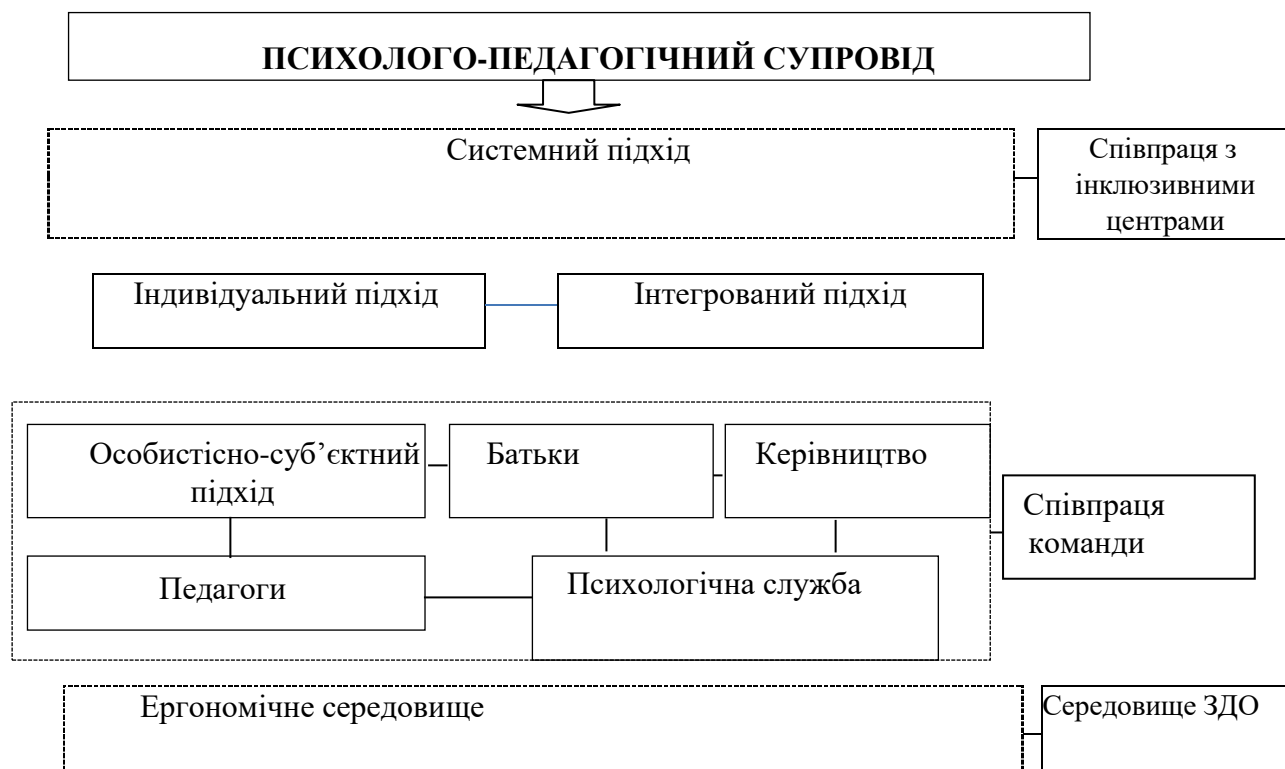 ПСИХОЛОГО-ПЕДАГОГІЧНИЙ СУПРОВІД
Системний підхід
Співпраця з
інклюзивними
центрами
Індивідуальний підхід
Інтегрований підхід
Особистісно-суб’єктний
підхід
Батьки
Керівництво
Педагоги
Психологічна служба
Співпраця
команди
Ергономічне середовище
Середовище ЗДО